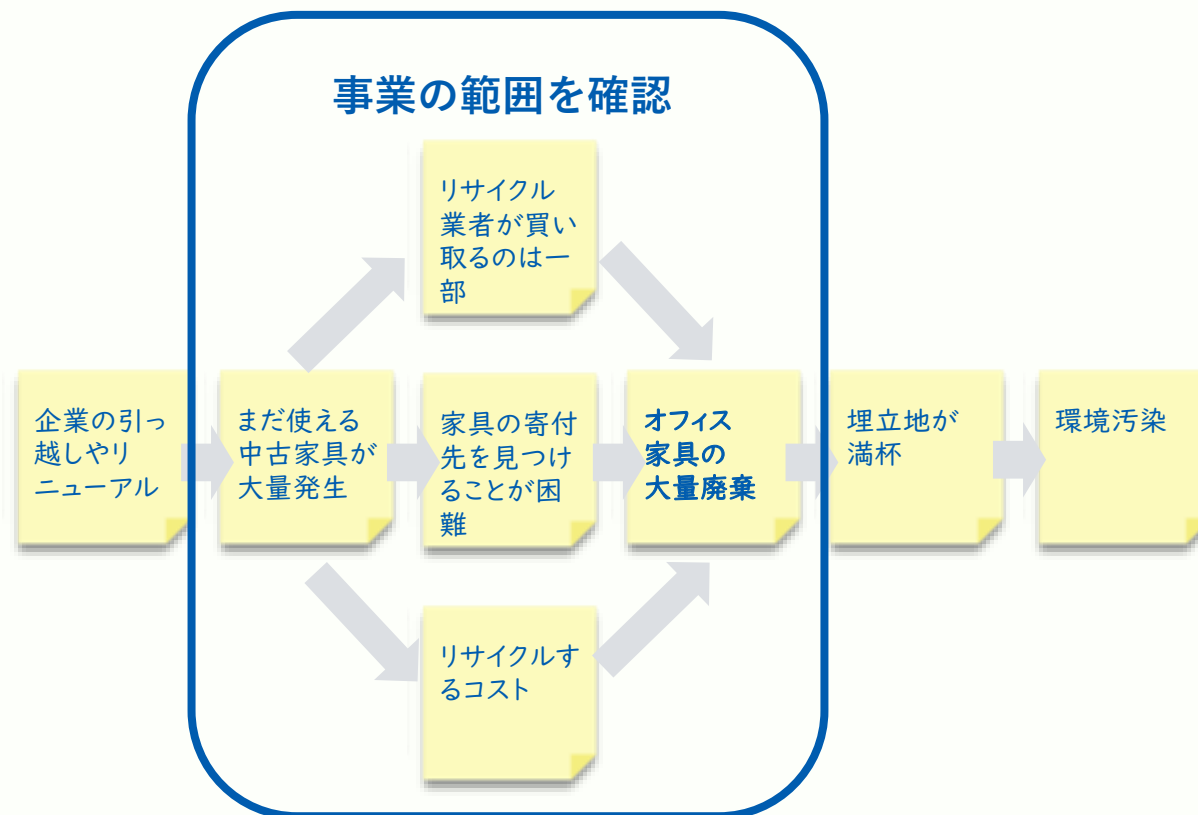 事業の範囲を確認
リサイクル
業者が買い
取るのは一
部
企業の引っ
越しやリ
ニューアル
まだ使える
中古家具が
大量発生
家具の寄付
先を見つけ
ることが困
難
オフィス
家具の
大量廃棄
埋立地が
満杯
環境汚染
リサイクルす
るコスト